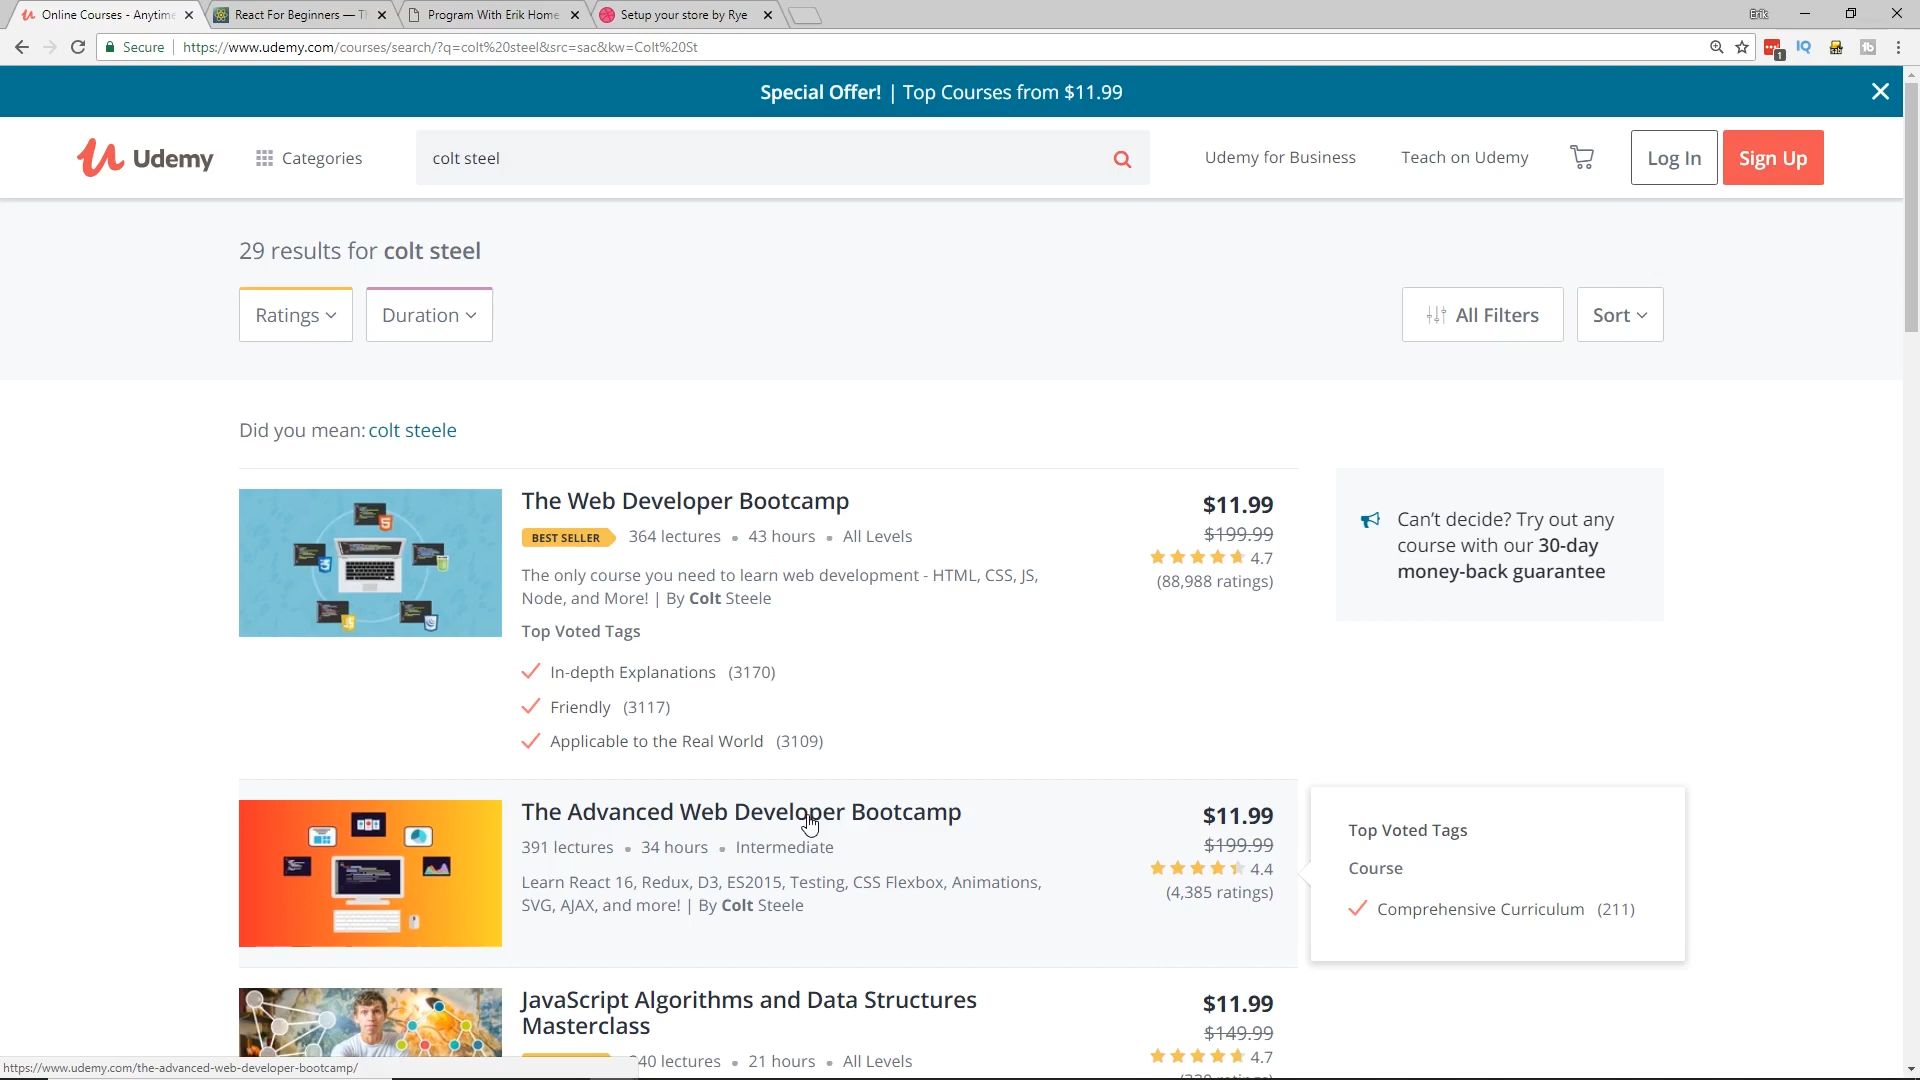 Online Courses - Anytime
React For Beginners — Th
Program With Erik Home
Setup your store by Rye
Erik
Secure
https://www.udemy.com/courses/search/?q=colt%20steel&src=sac&kw=Colt%20St
1
IQ
Special Offer! | Top Courses from $11.99
Udemy
Categories
colt steel
Udemy for Business
Teach on Udemy
Log In
Sign Up
29 results for colt steel
Ratings
Duration
All Filters
Sort
Did you mean: colt steele
The Web Developer Bootcamp
BEST SELLER
364 lectures • 43 hours • All Levels
The only course you need to learn web development - HTML, CSS, JS,
Node, and More! | By Colt Steele
Top Voted Tags
In-depth Explanations (3170)
Friendly (3117)
Applicable to the Real World (3109)
$11.99
$199.99
4.7
(88,988 ratings)
Can't decide? Try out any
course with our 30-day
money-back guarantee
The Advanced Web Developer Bootcamp
391 lectures • 34 hours • Intermediate
Learn React 16, Redux, D3, ES2015, Testing, CSS Flexbox, Animations,
SVG, AJAX, and more! | By Colt Steele
$11.99
$199.99
4.4
(4,385 ratings)
Top Voted Tags
Course
Comprehensive Curriculum (211)
JavaScript Algorithms and Data Structures
Masterclass
40 lectures • 21 hours • All Levels
$11.99
$149.99
4.7
https://www.udemy.com/the-advanced-web-developer-bootcamp/